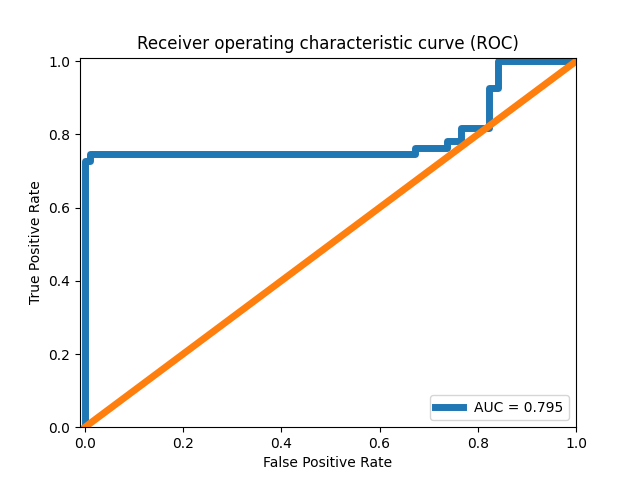 Receiver operating characteristic curve (ROC)
1.0
0.8
0.6
0.4
0.2
0.0
True Positive Rate
0.0 0.2 0.4 0.6 0.8 1.0
False Positive Rate
AUC = 0.795